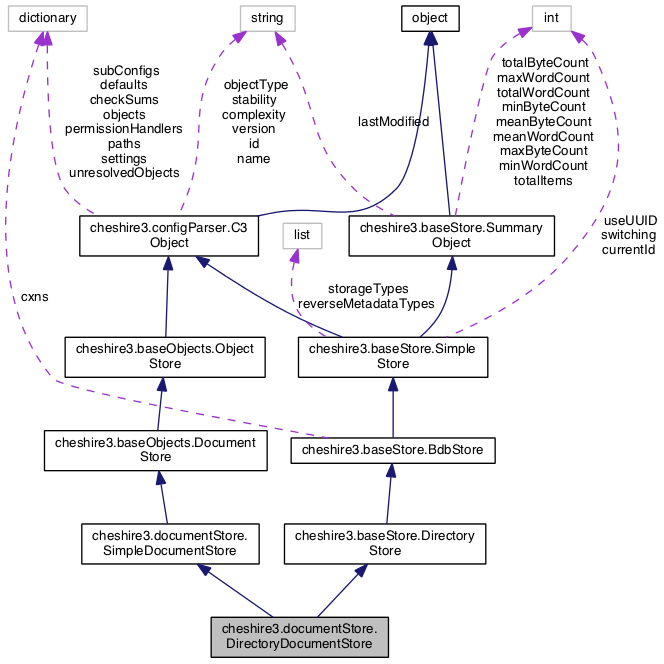 dictionary
string
object
int
subConfigs
defaults
checkSums
objects
permissionHandlers
paths
settings
unresolvedObjects
objectType
stability
complexity
version
id
name
lastModified
totalByteCount
maxWordCount
totalWordCount
minByteCount
meanByteCount
meanWordCount
maxByteCount
minWordCount
totalItems
cheshire3.configParser.C3
Object
list
cheshire3.baseStore.Summary
Object
useUUID
switching
currentId
cxns
storageTypes
reverseMetadataTypes
cheshire3.baseObjects.Object
Store
cheshire3.baseStore.Simple
Store
cheshire3.baseObjects.Document
Store
cheshire3.baseStore.BdbStore
cheshire3.documentStore.
SimpleDocumentStore
cheshire3.baseStore.Directory
Store
cheshire3.documentStore.
DirectoryDocumentStore